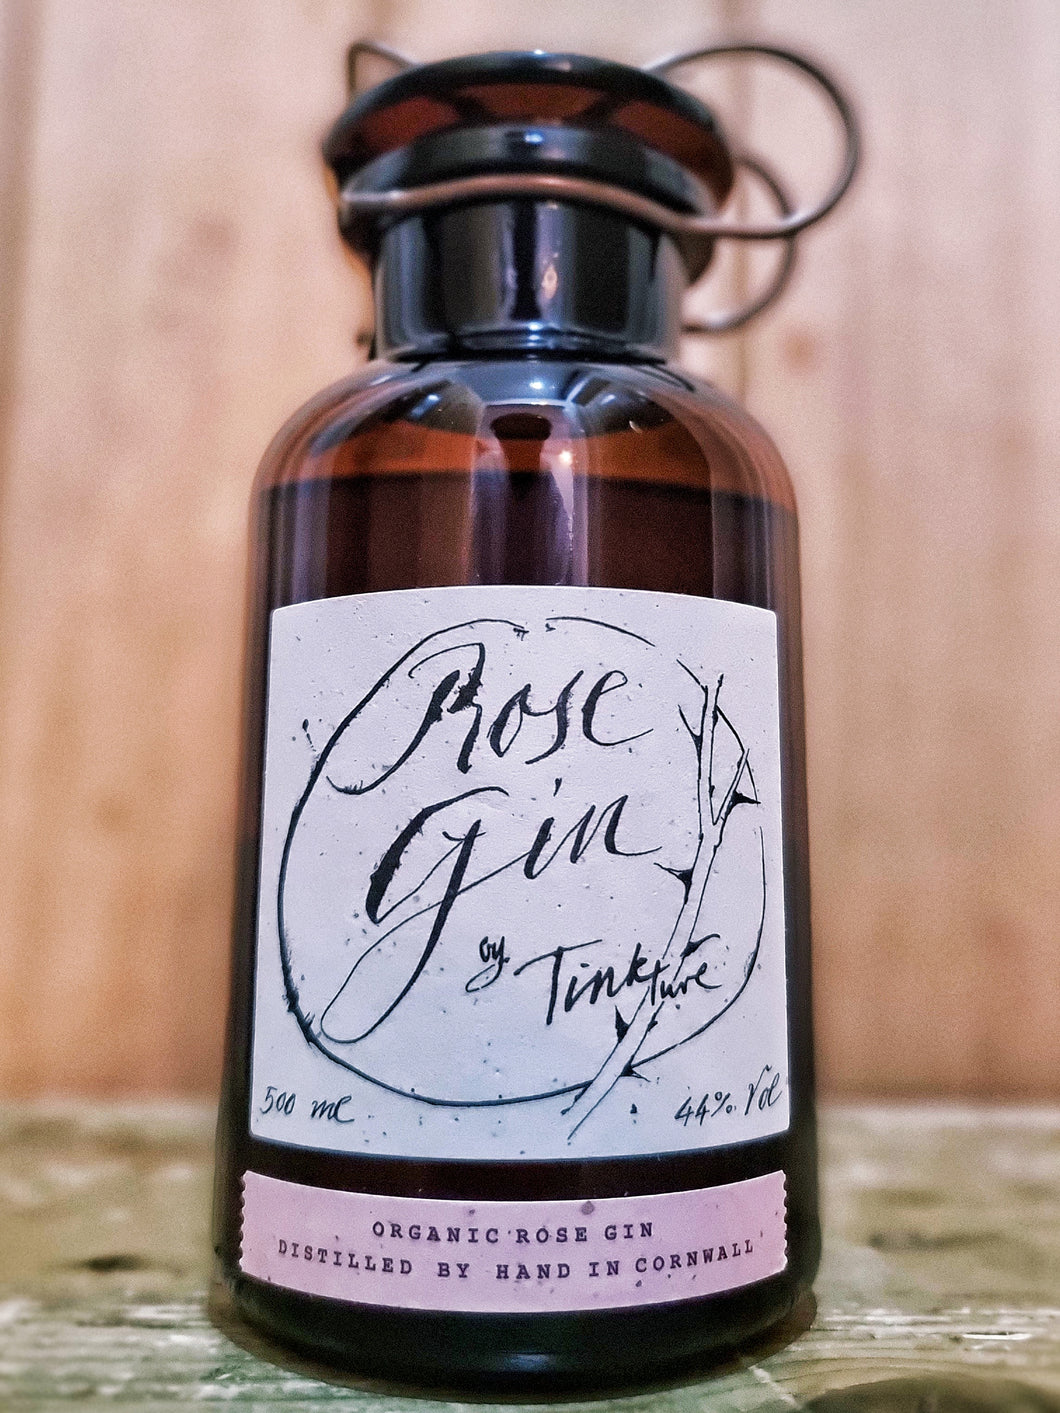 Rose
Gin
by Tinkture
500 ml
44% Vol
ORGANIC ROSE GIN
DISTILLED BY HAND IN CORNWALL